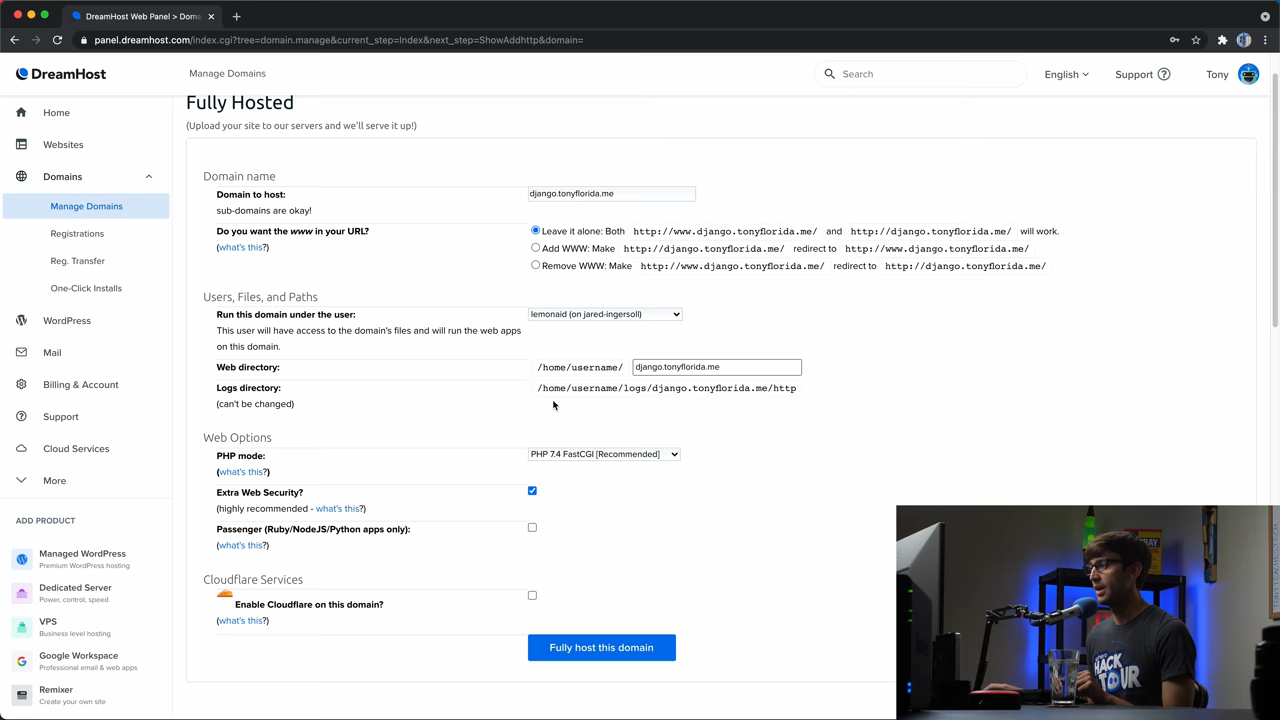 DreamHost Web Panel > Doma
panel.dreamhost.com/index.cgi?tree=domain.manage&current_step=Index&next_step=ShowAddhttp&domain=
DreamHost
Manage Domains
Search
English
Support
Tony
Home
Websites
Domains
Manage Domains
Registrations
Reg. Transfer
One-Click Installs
WordPress
Mail
Billing & Account
Support
Cloud Services
More
ADD PRODUCT
Managed WordPress
Premium WordPress hosting
Dedicated Server
Power, control, speed
VPS
Business level hosting
Google Workspace
Professional email & web apps
Remixer
Create your own site
Fully Hosted
(Upload your site to our servers and we'll serve it up!)
Domain name
Domain to host: django.tonyflorida.me
sub-domains are okay!
Do you want the www in your URL?
(what's this?)
Leave it alone: Both http://www.django.tonyflorida.me/ and http://django.tonyflorida.me/ will work.
Add WWW: Make http://django.tonyflorida.me/ redirect to http://www.django.tonyflorida.me/
Remove WWW: Make http://www.django.tonyflorida.me/ redirect to http://django.tonyflorida.me/
Users, Files, and Paths
Run this domain under the user: lemonaid (on jared-ingersoll)
This user will have access to the domain's files and will run the web apps
on this domain.
Web directory: /home/username/ django.tonyflorida.me
Logs directory: /home/username/logs/django.tonyflorida.me/http
(can't be changed)
Web Options
PHP mode: PHP 7.4 FastCGI [Recommended]
(what's this?)
Extra Web Security?
(highly recommended - what's this?)
Passenger (Ruby/NodeJS/Python apps only):
(what's this?)
Cloudflare Services
Enable Cloudflare on this domain?
(what's this?)
Fully host this domain
HACK
TOUR